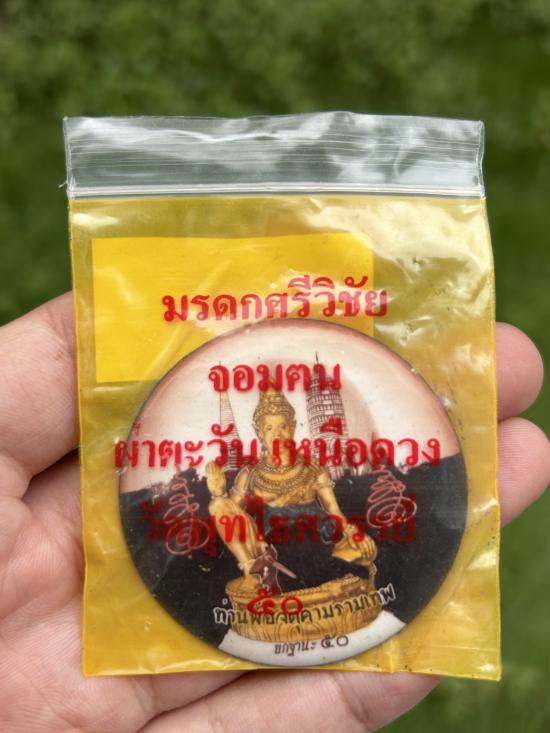 มรดกศรีวิชัย
จอมคน
ผ่าตะวัน เหนือดวง
วัดพุทไธศวรรย์
๕๐
ท่านพ่อจตุคามรามเทพ
ยกฐานะ ๕๐